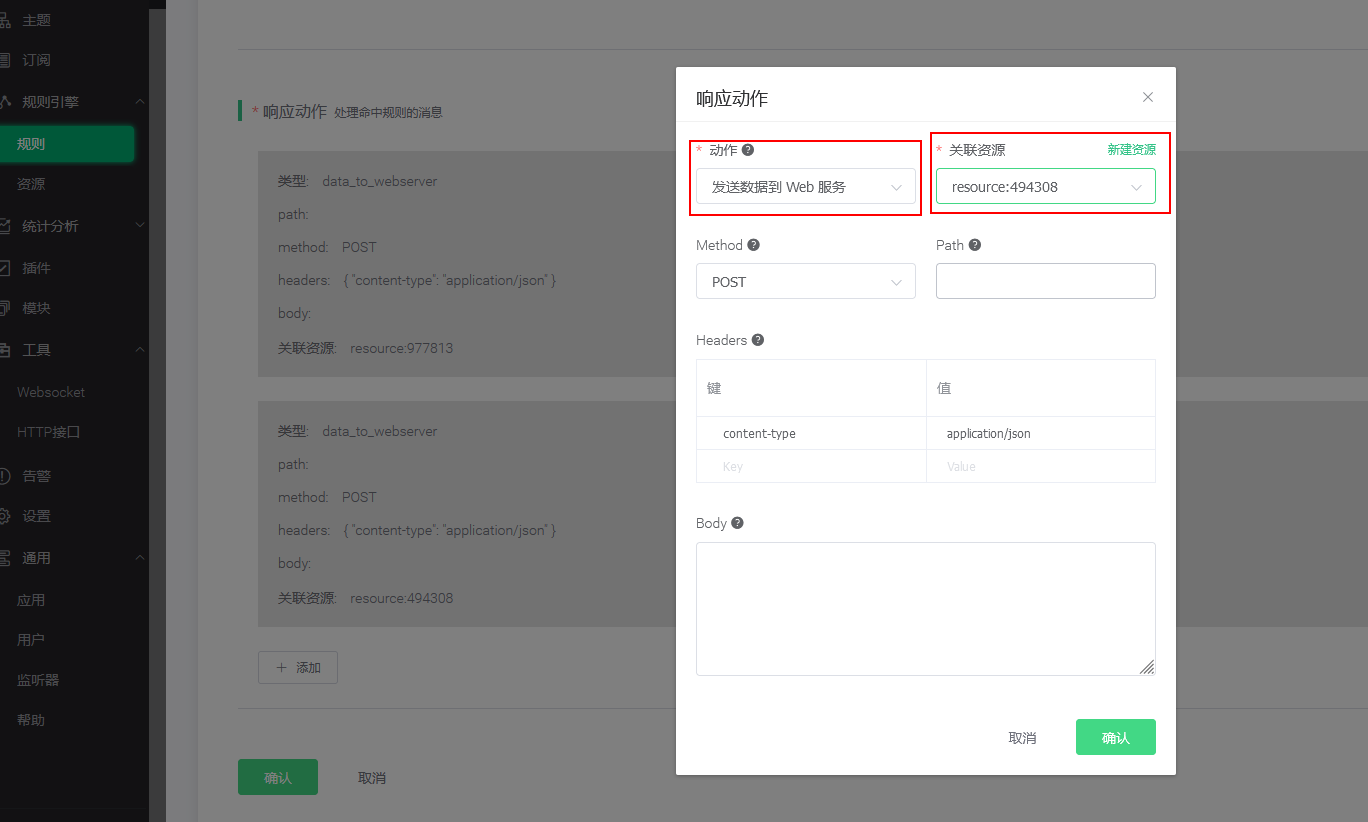 主题
订阅
规则引擎
规则
资源
统计分析
插件
模块
工具
Websocket
HTTP接口
告警
设置
通用
应用
用户
监听器
帮助
* 响应动作 处理命中规则的消息
类型: data_to_webserver
path:
method: POST
headers: { "content-type": "application/json" }
body:
关联资源: resource:977813
类型: data_to_webserver
path:
method: POST
headers: { "content-type": "application/json" }
body:
关联资源: resource:494308
+ 添加
确认 取消
响应动作
* 动作
* 关联资源 新建资源
发送数据到 Web 服务
resource:494308
Method
Path
POST
Headers
键 值
content-type application/json
Key Value
Body
取消 确认